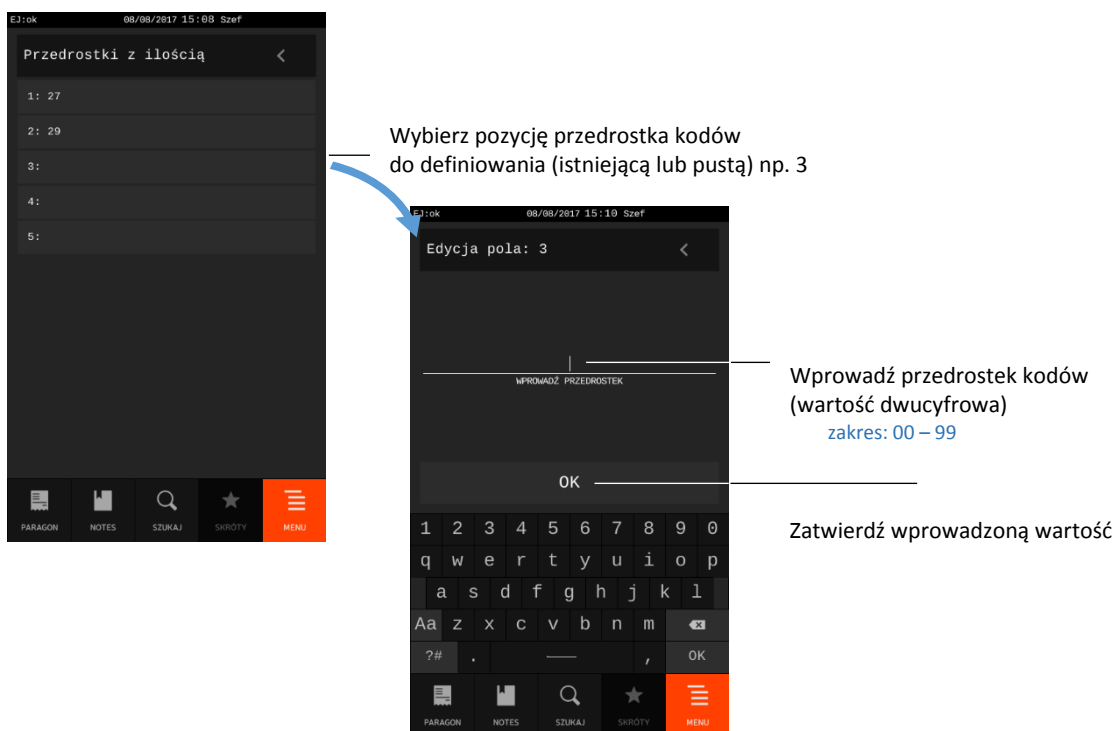 EJ:ok 08/08/2017 15:08 Szef
Przedrostki z ilością <
1: 27
2: 29
3:
4:
5:
PARAGON NOTES SZUKAJ SKRÓTY MENU
Wybierz pozycję przedrostka kodów
do definiowania (istniejącą lub pustą) np. 3
EJ:ok 08/08/2017 15:10 Szef
Edycja pola: 3 <
WPROWADŹ PRZEDROSTEK
OK
1 2 3 4 5 6 7 8 9 0
q w e r t y u i o p
a s d f g h j k l
Aa z x c v b n m
?# . , OK
PARAGON NOTES SZUKAJ SKRÓTY MENU
Wprowadź przedrostek kodów
(wartość dwucyfrowa)
zakres: 00 – 99
Zatwierdź wprowadzoną wartość